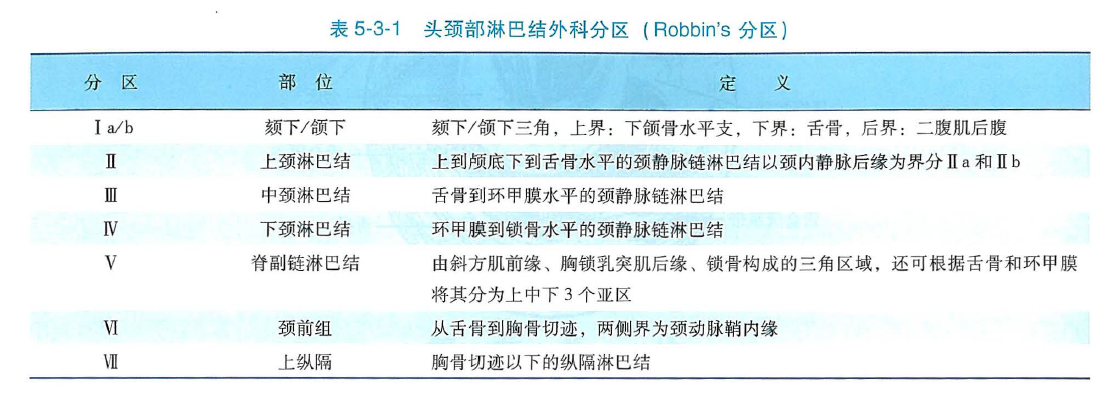 表 5-3-1 头颈部淋巴结外科分区（Robbin's 分区）
分 区 部 位 定 义
Ⅰa/b 颏下/颌下 颏下/颌下三角，上界：下颌骨水平支，下界：舌骨，后界：二腹肌后腹
Ⅱ 上颈淋巴结 上到颅底下到舌骨水平的颈静脉链淋巴结以颈内静脉后缘为界分Ⅱa 和Ⅱb
Ⅲ 中颈淋巴结 舌骨到环甲膜水平的颈静脉链淋巴结
Ⅳ 下颈淋巴结 环甲膜到锁骨水平的颈静脉链淋巴结
Ⅴ 脊副链淋巴结 由斜方肌前缘、胸锁乳突肌后缘、锁骨构成的三角区域，还可根据舌骨和环甲膜
将其分为上中下 3 个亚区
Ⅵ 颈前组 从舌骨到胸骨切迹，两侧界为颈动脉鞘内缘
Ⅶ 上纵隔 胸骨切迹以下的纵隔淋巴结